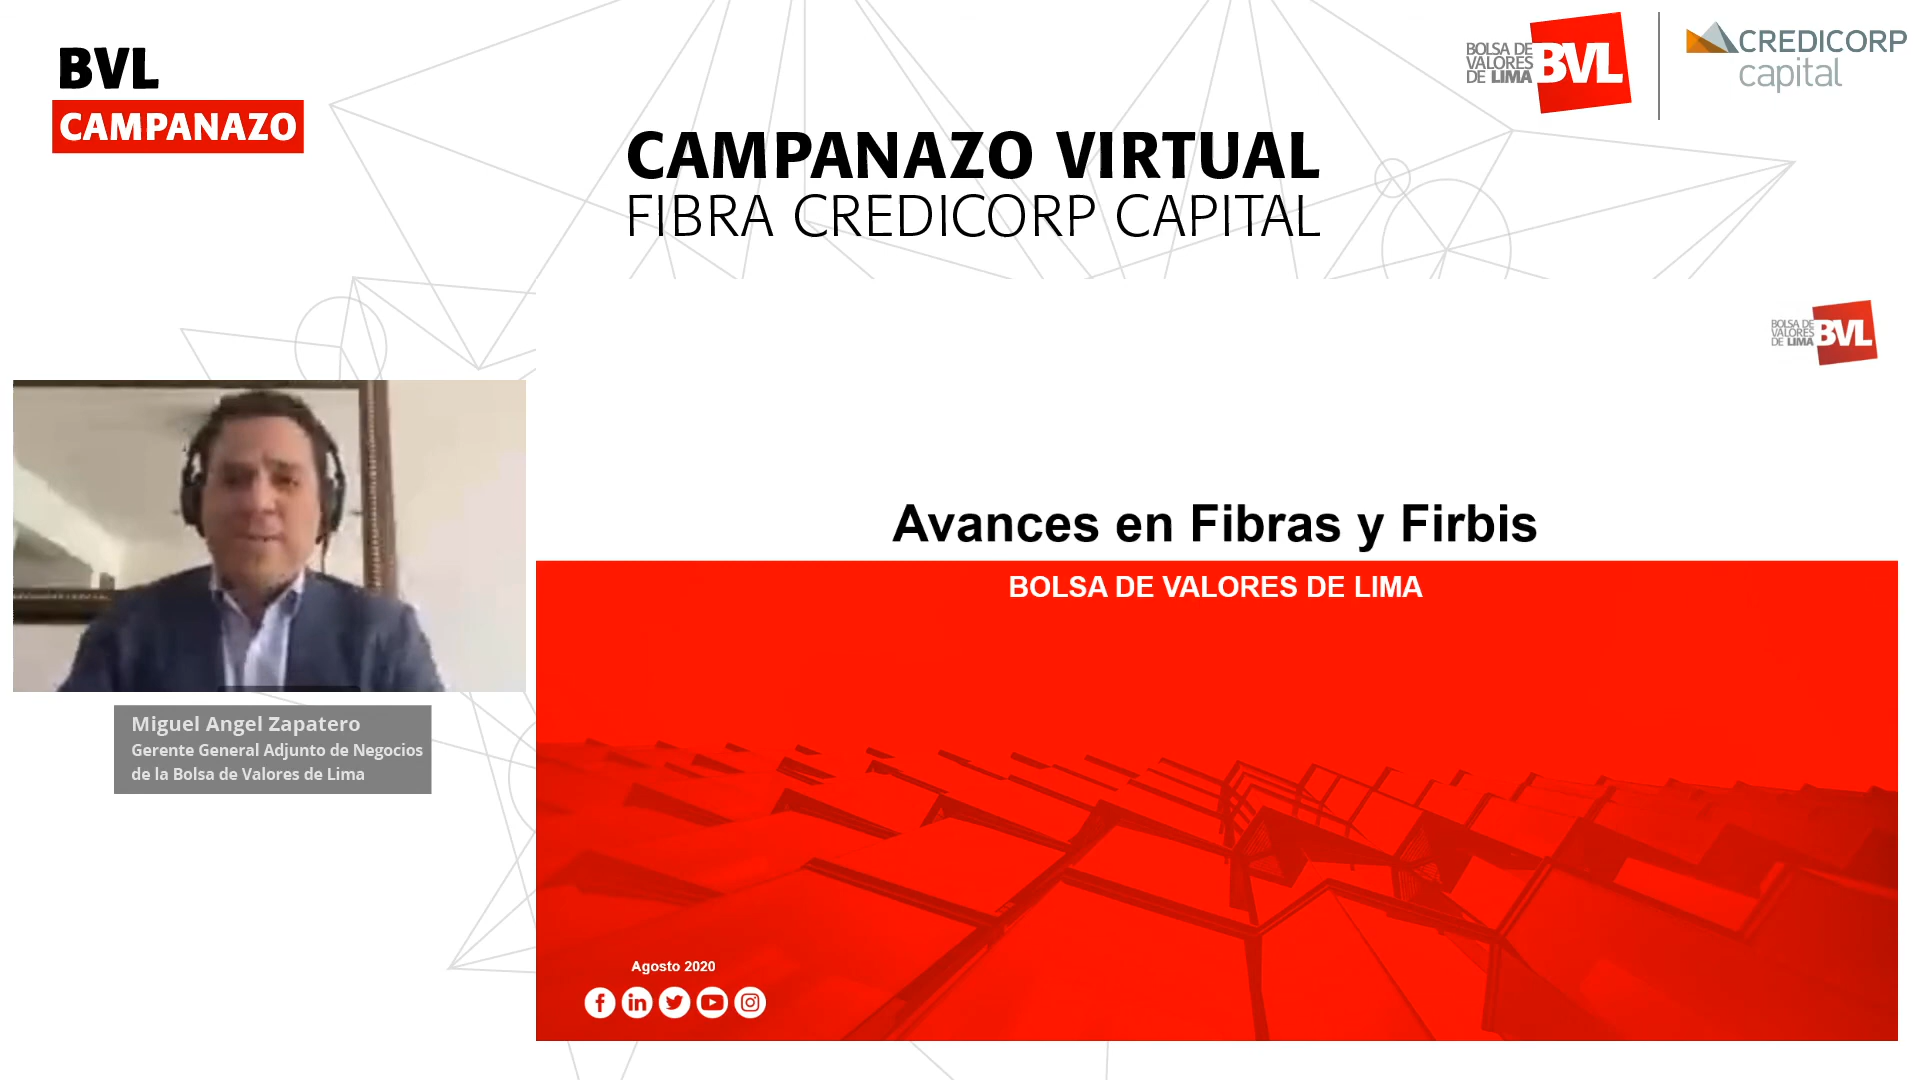 BVL
CAMPANAZO
BOLSA DE
VALORES
DE LIMA
BVL
CREDICORP
capital
CAMPANAZO VIRTUAL
FIBRA CREDICORP CAPITAL
BOLSA DE
VALORES
DE LIMA
BVL
Miguel Angel Zapatero
Gerente General Adjunto de Negocios
de la Bolsa de Valores de Lima
Avances en Fibras y Firbis
BOLSA DE VALORES DE LIMA
Agosto 2020